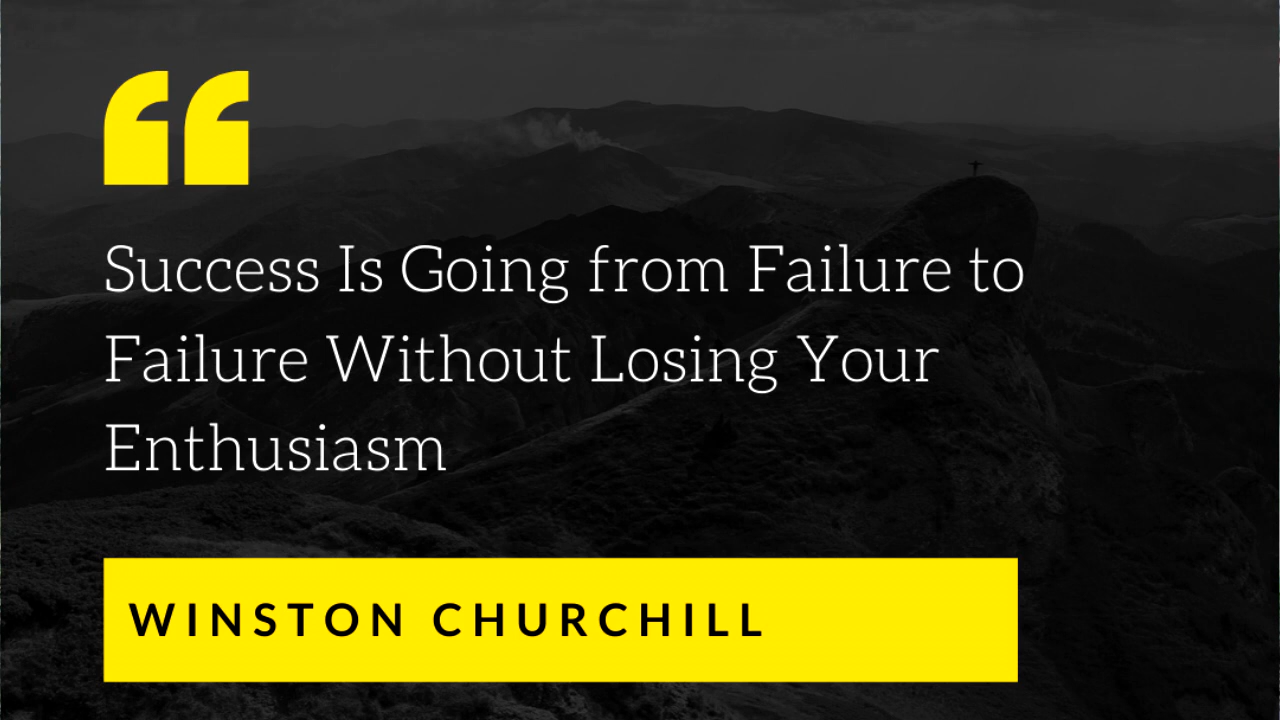 “
Success Is Going from Failure to
Failure Without Losing Your
Enthusiasm
WINSTON CHURCHILL